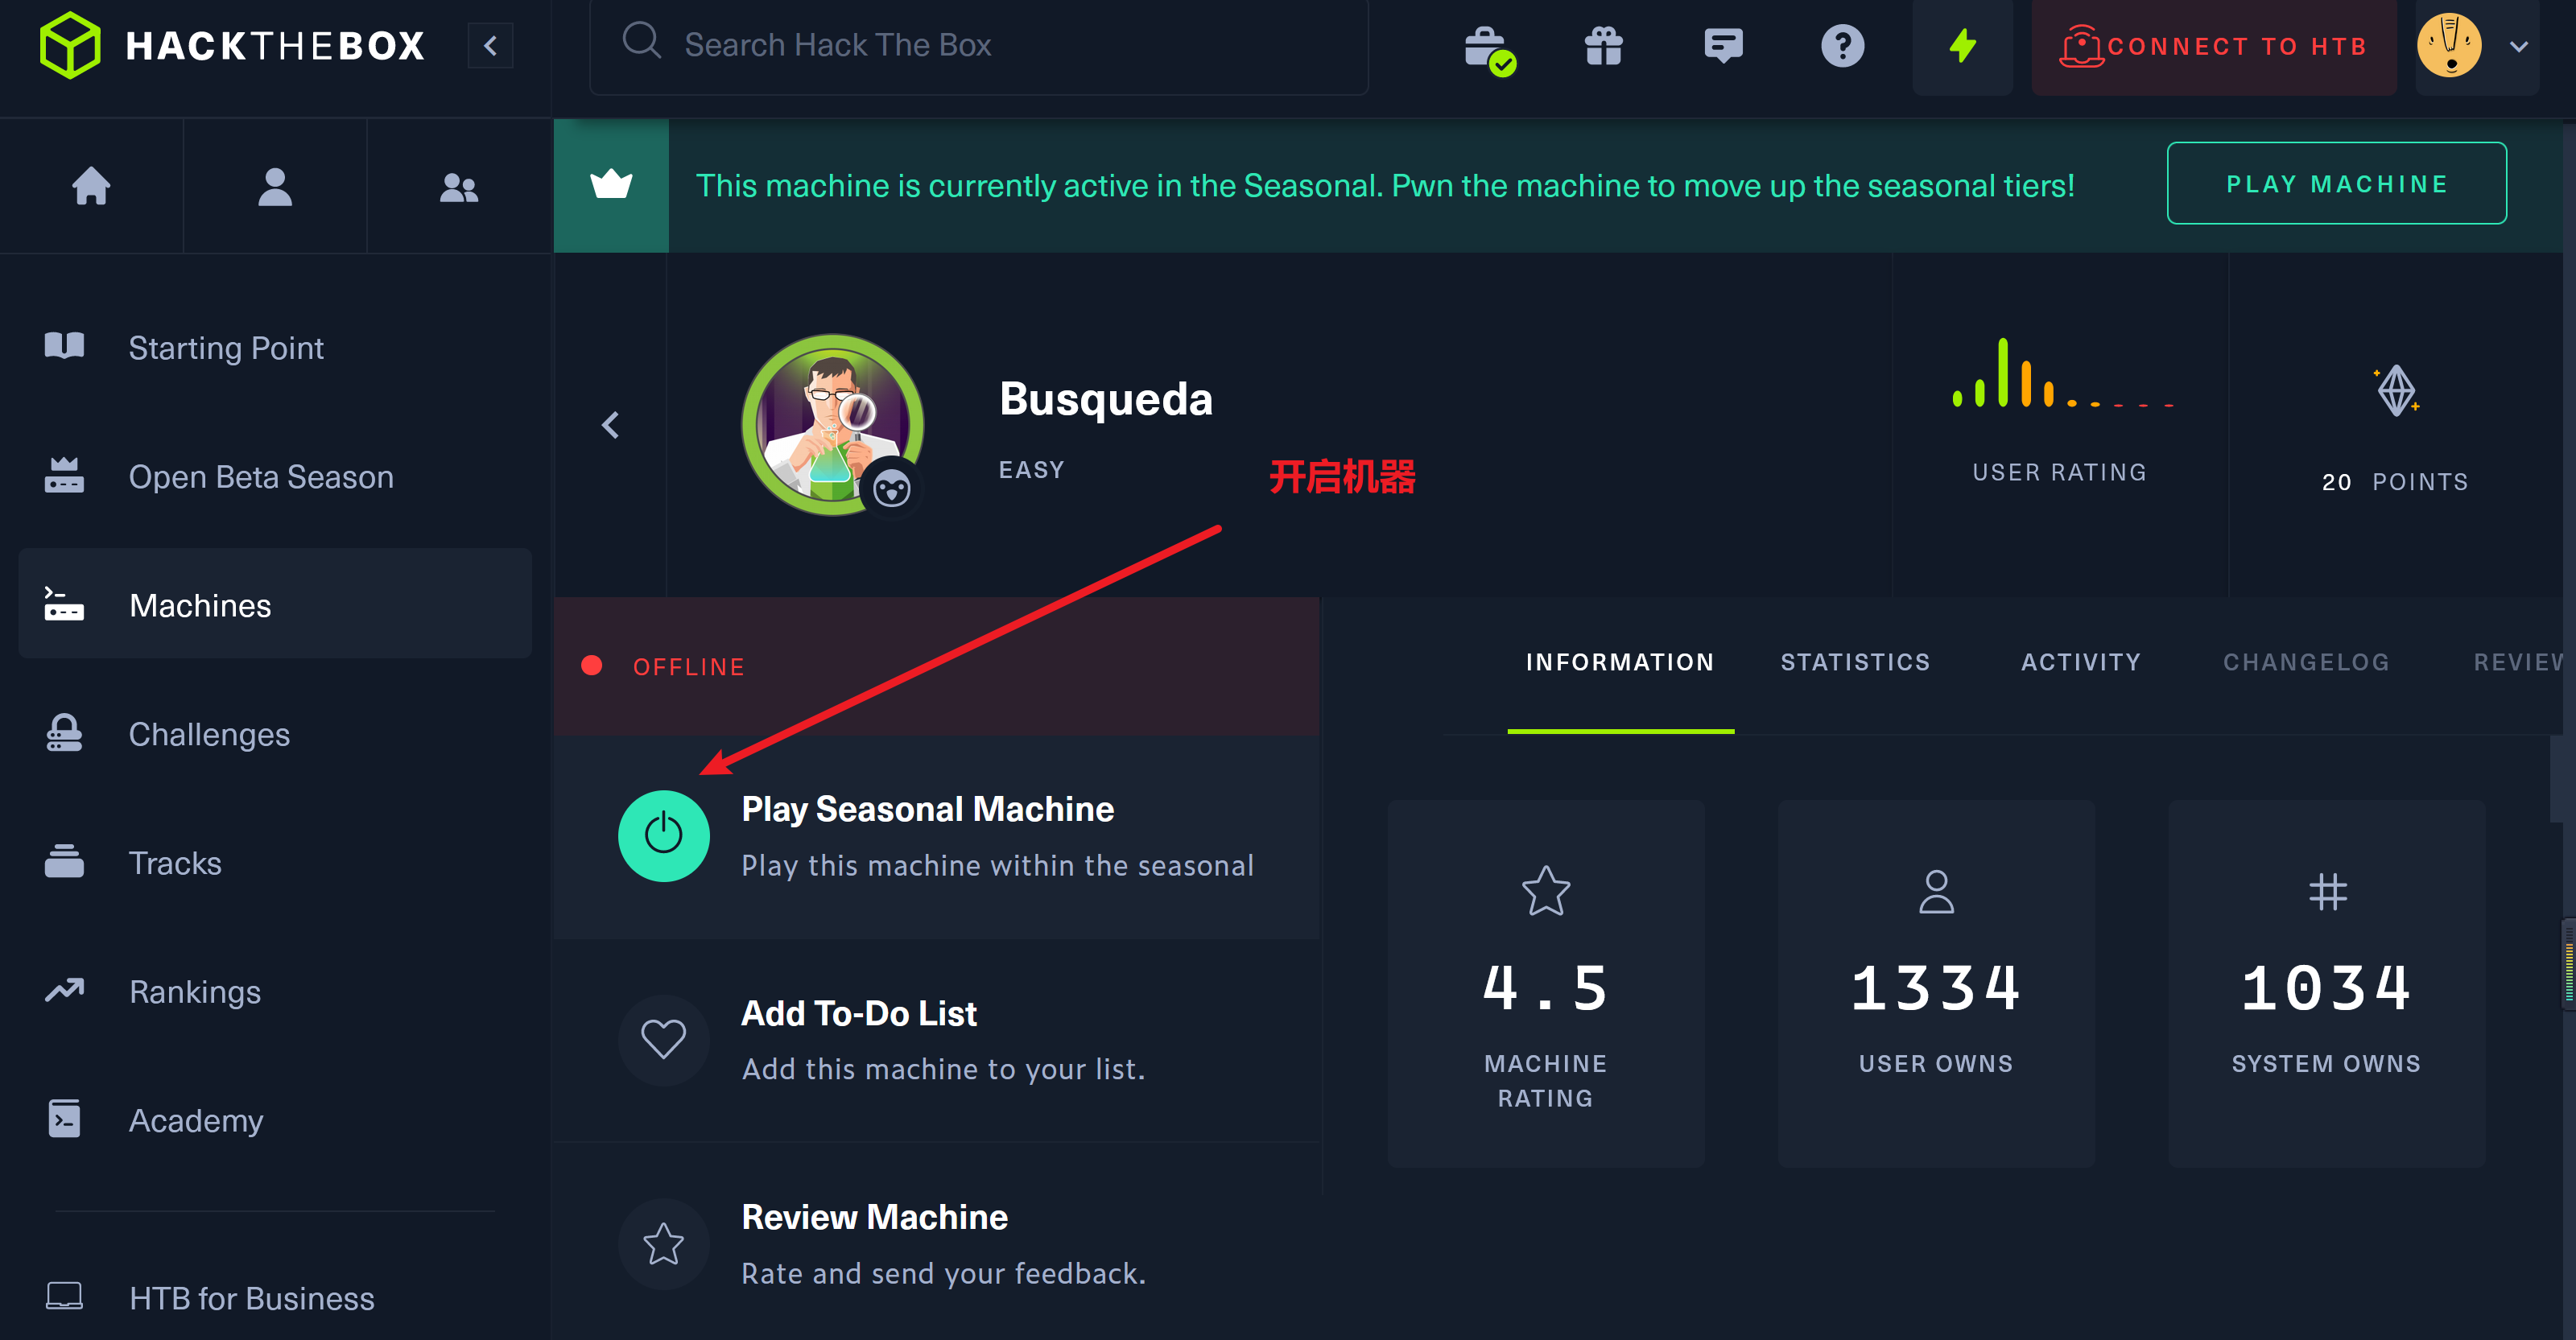 HACKTHEBOX
Search Hack The Box
CONNECT TO HTB
This machine is currently active in the Seasonal. Pwn the machine to move up the seasonal tiers!
PLAY MACHINE
Starting Point
Open Beta Season
Machines
Challenges
Tracks
Rankings
Academy
HTB for Business
Busqueda
EASY
开启机器
USER RATING
20 POINTS
OFFLINE
Play Seasonal Machine
Play this machine within the seasonal
Add To-Do List
Add this machine to your list.
Review Machine
Rate and send your feedback.
INFORMATION
STATISTICS
ACTIVITY
CHANGELOG
REVIEW
4.5
MACHINE
RATING
1334
USER OWNS
1034
SYSTEM OWNS